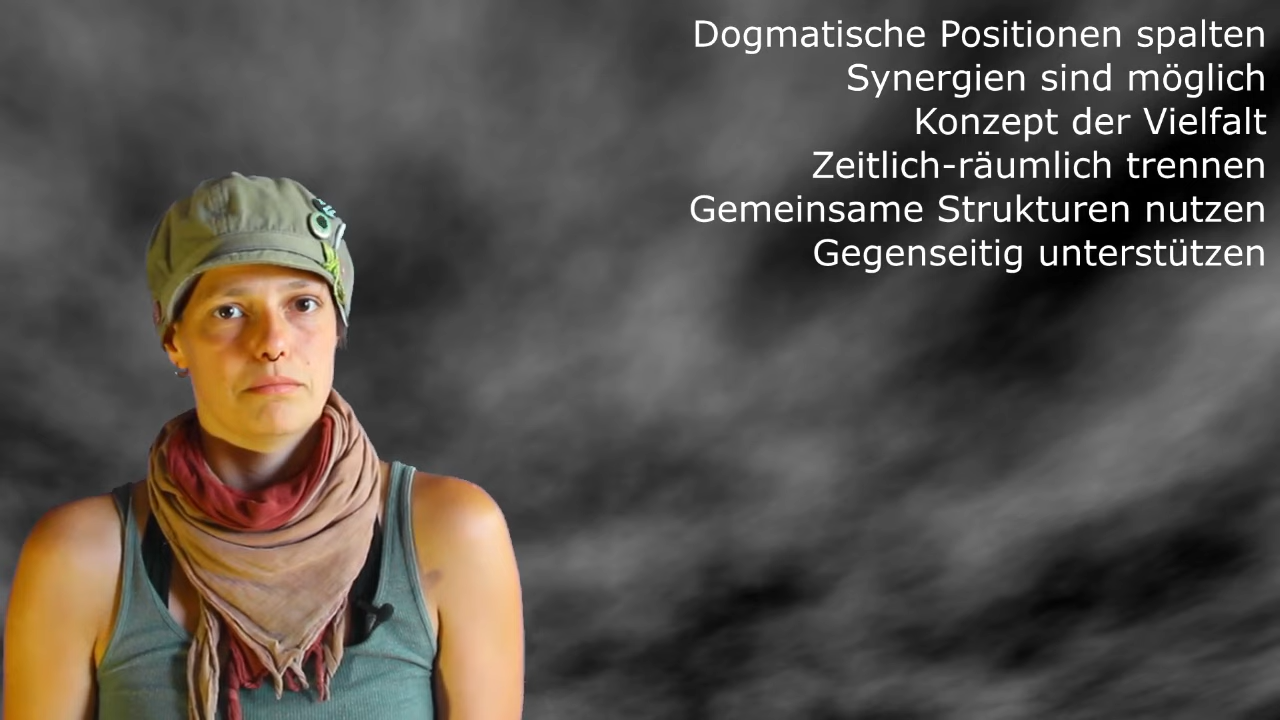 Dogmatische Positionen spalten
Synergien sind möglich
Konzept der Vielfalt
Zeitlich-räumlich trennen
Gemeinsame Strukturen nutzen
Gegenseitig unterstützen